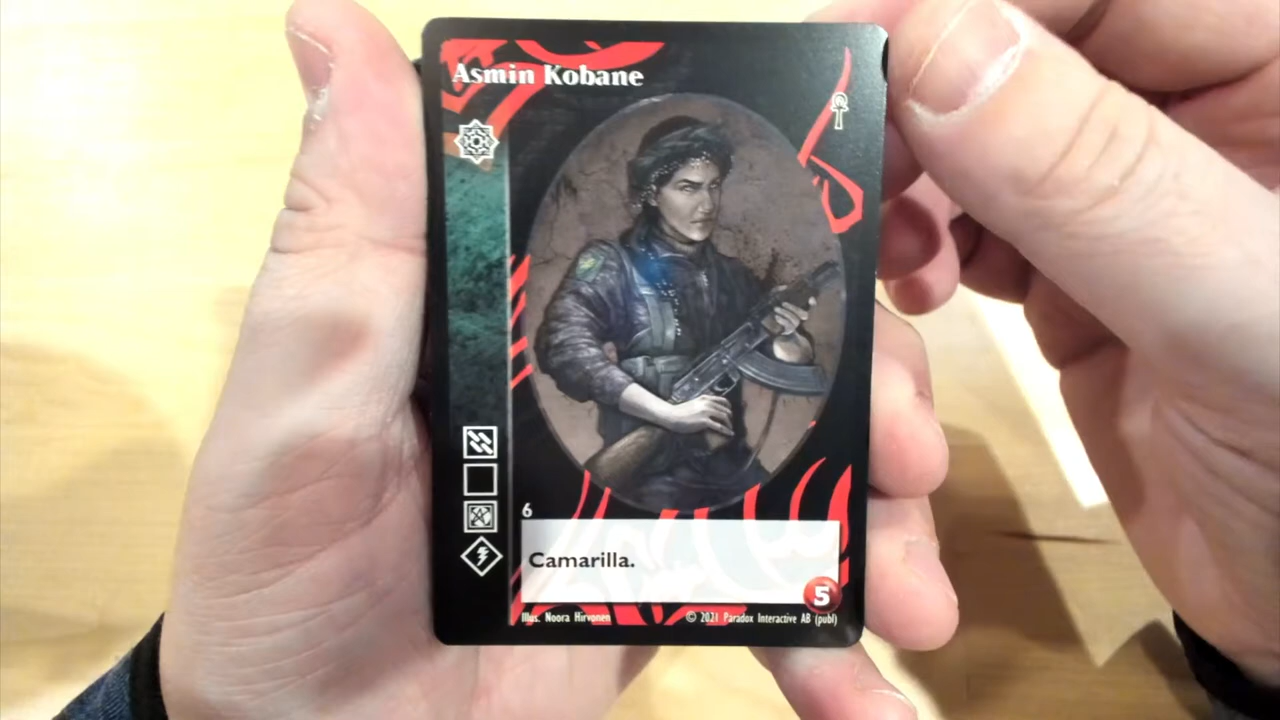 Asmin Kobane
6
Camarilla.
5
Illus. Noora Hirvonen
© 2021 Paradox Interactive AB (publ)